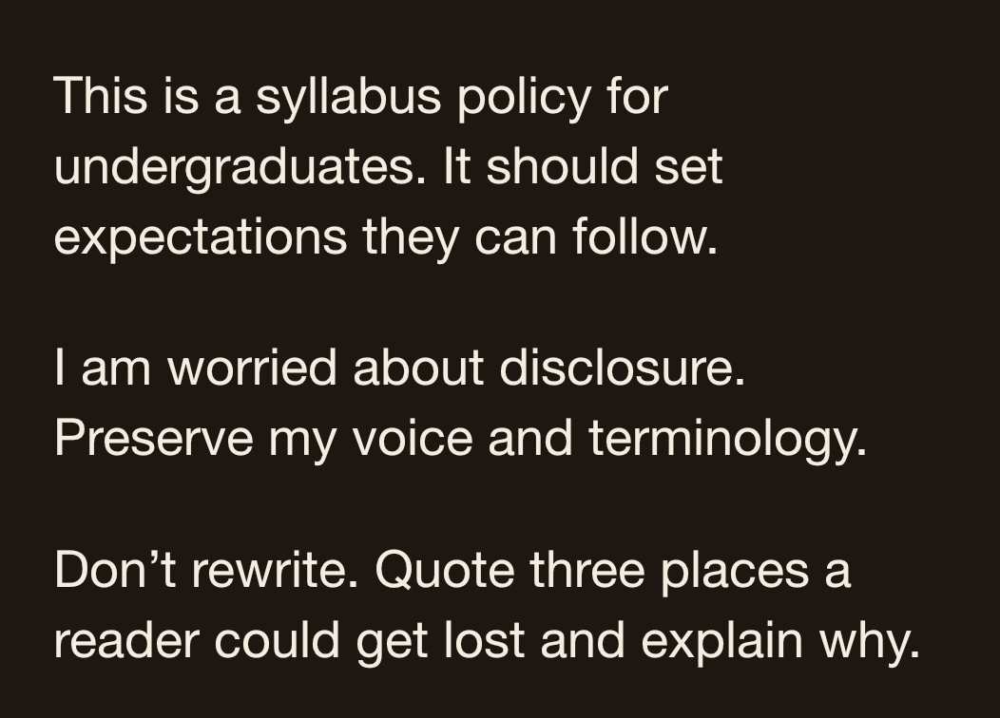 This is a syllabus policy for
undergraduates. It should set
expectations they can follow.
I am worried about disclosure.
Preserve my voice and terminology.
Don’t rewrite. Quote three places a
reader could get lost and explain why.